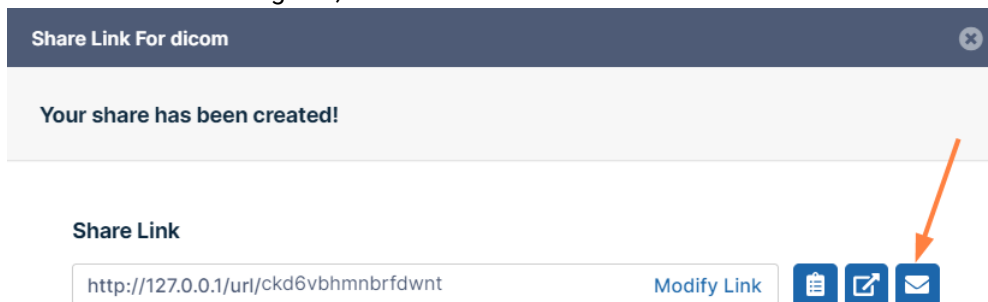 Share Link For dicom
Your share has been created!
Share Link
http://127.0.0.1/url/ckd6vbhmnbrfdwnt Modify Link